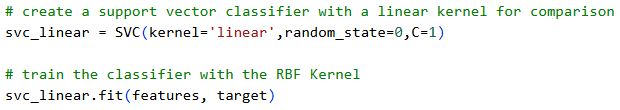 # create a support vector classifier with a linear kernel for comparison
svc_linear = SVC(kernel='linear',random_state=0,C=1)
# train the classifier with the RBF Kernel
svc_linear.fit(features, target)